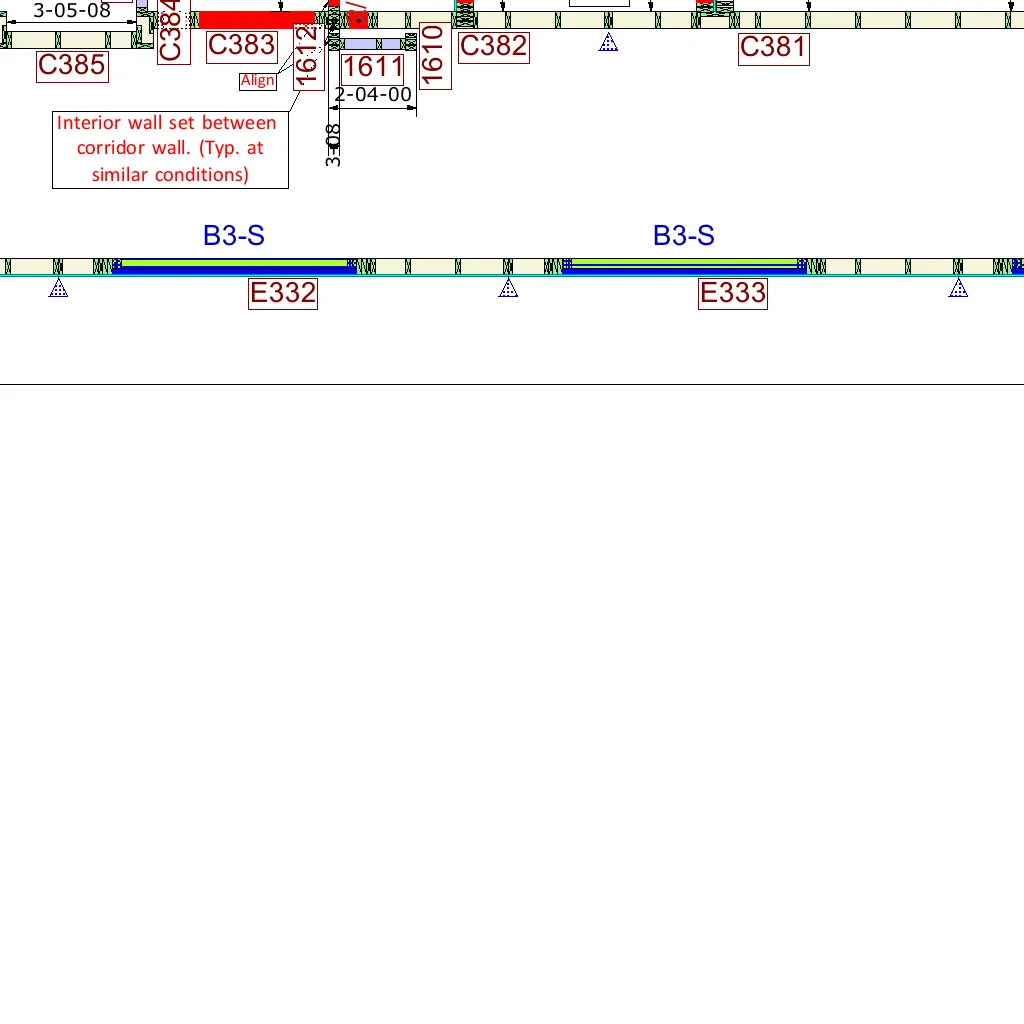 3-05-08
C385
C384
C383
1612
1611
1610
C382
C381
Align
2-04-00
3-08
Interior wall set between
corridor wall. (Typ. at
similar conditions)
B3-S
B3-S
E332
E333